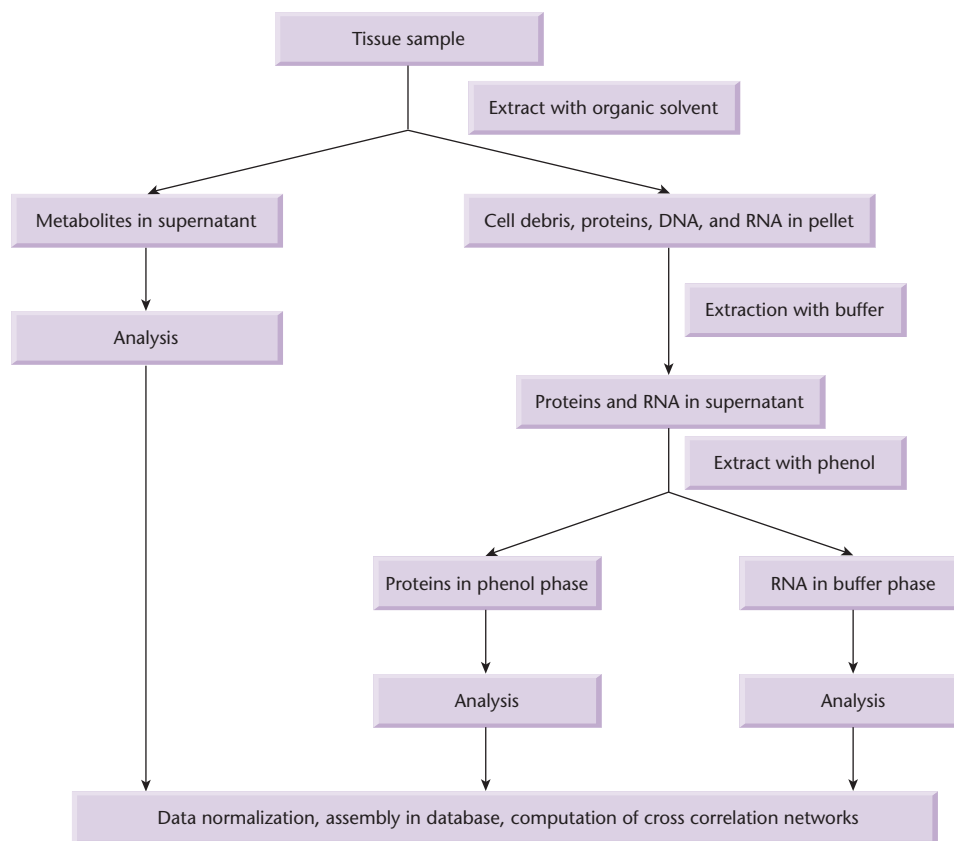 Tissue sample
Extract with organic solvent
Metabolites in supernatant
Cell debris, proteins, DNA, and RNA in pellet
Extraction with buffer
Analysis
Proteins and RNA in supernatant
Extract with phenol
Proteins in phenol phase
RNA in buffer phase
Analysis
Analysis
Data normalization, assembly in database, computation of cross correlation networks